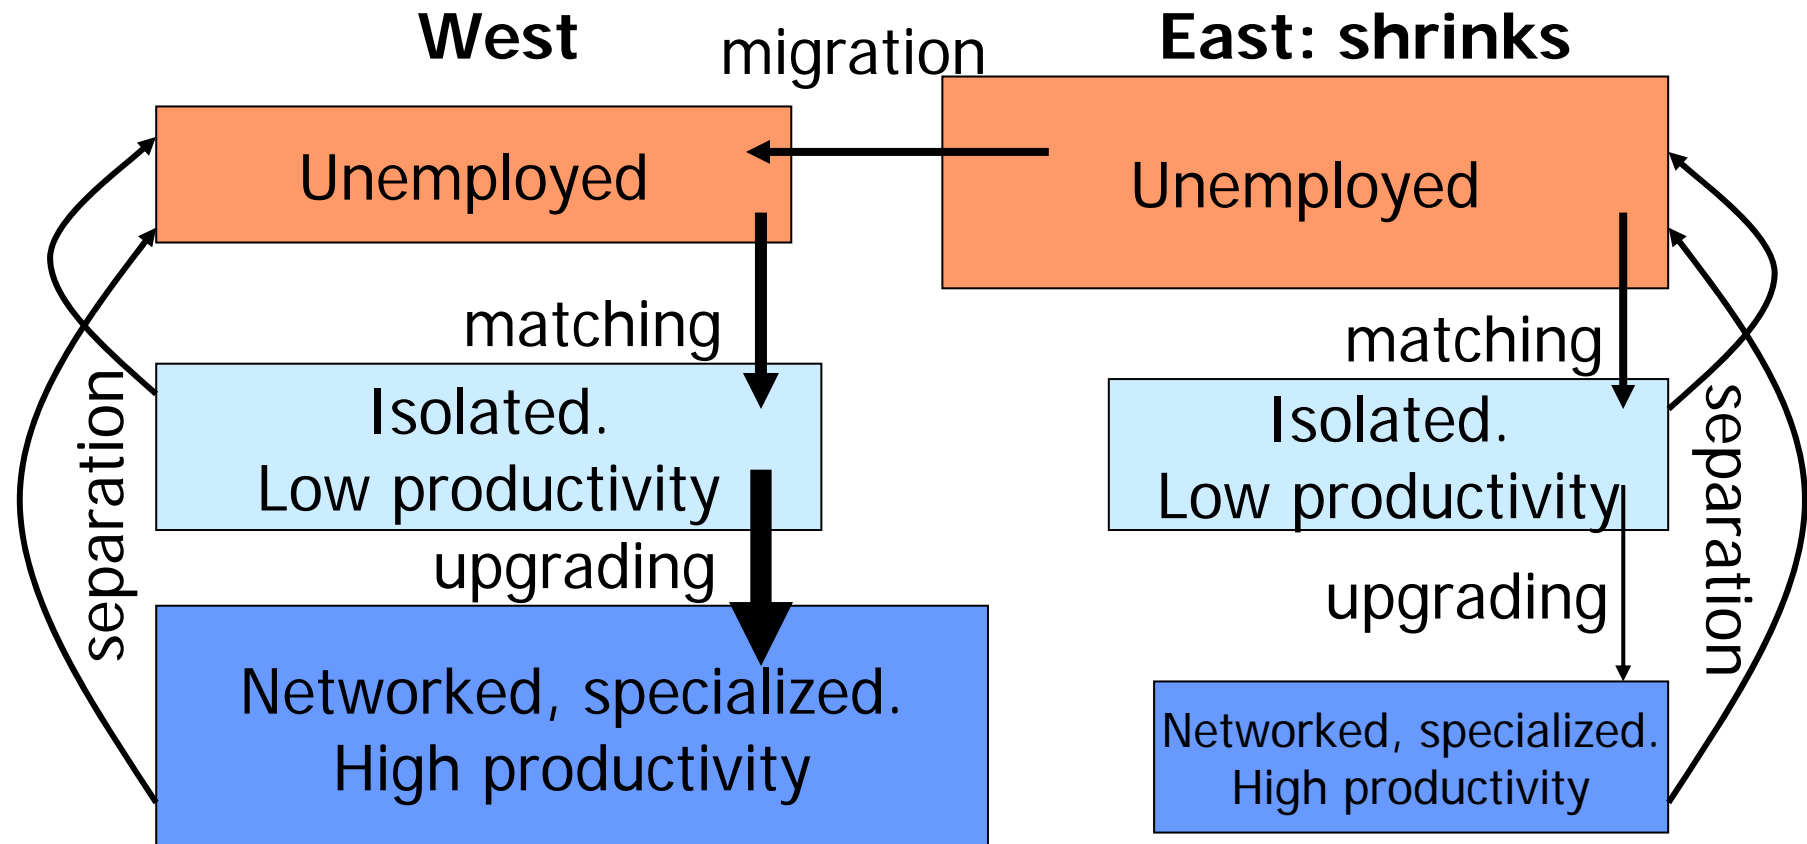 West
migration
East: shrinks
Unemployed
Unemployed
matching
matching
separation
Isolated.
Low productivity
Isolated.
Low productivity
separation
upgrading
upgrading
Networked, specialized.
High productivity
Networked, specialized.
High productivity